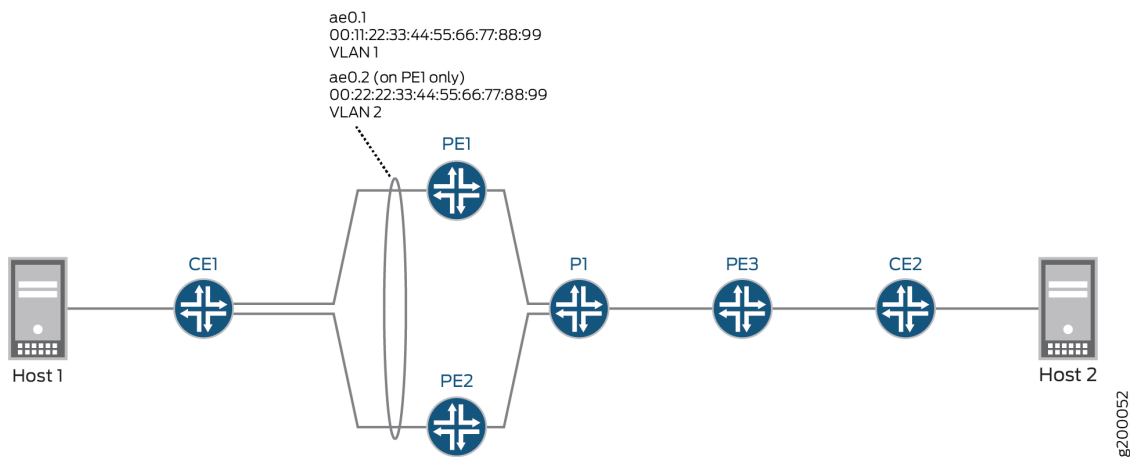 ae0.1
00:11:22:33:44:55:66:77:88:99
VLAN 1
ae0.2 (on PE1 only)
00:22:22:33:44:55:66:77:88:99
VLAN 2
PE1
CE1
P1
PE3
CE2
Host 1
PE2
Host 2
g200052